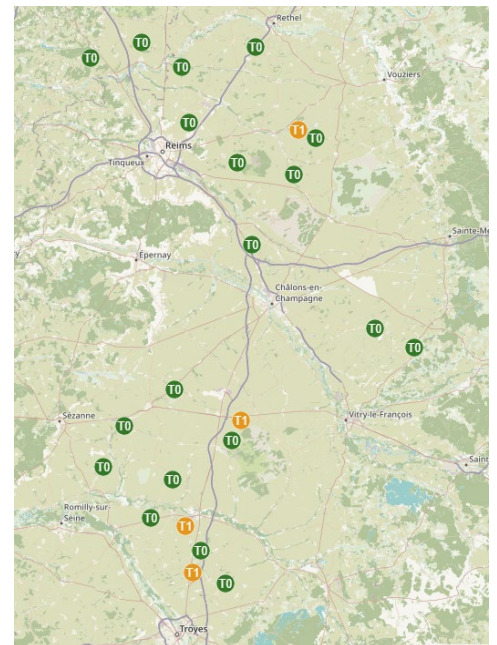 Rethel
T0
T0
T0
T0
Vouziers
T0
T1
T0
Reims
Tinqueux
T0
T0
Sainte-Me
T0
Y
Épernay
Châlons-en-
Champagne
T0
T0
T0
Sézanne
T1
Vitry-le-François
T0
T0
T0
Saint
T0
Romilly-sur-
Seine
T0
T1
T0
T1
T0
Troyes